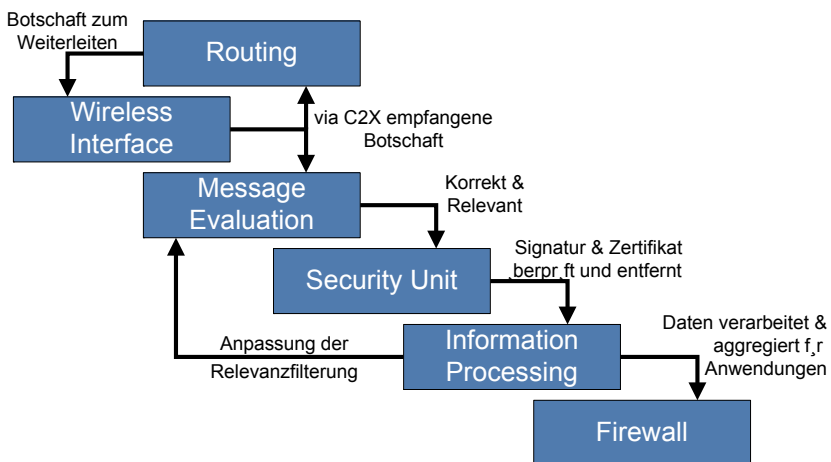 Botschaft zum
Weiterleiten
Routing
Wireless
Interface
via C2X empfangene
Botschaft
Message
Evaluation
Korrekt &
Relevant
Security Unit
Signatur & Zertifikat
berpr¸ft und entfernt
Information
Processing
Anpassung der
Relevanzfilterung
Daten verarbeitet &
aggregiert f¸r
Anwendungen
Firewall